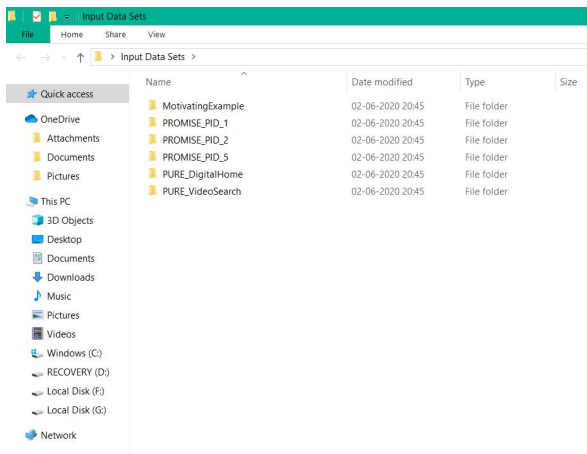 Input Data Sets
File Home Share View
Input Data Sets
Name Date modified Type Size
Quick access
OneDrive
Attachments
Documents
Pictures
This PC
3D Objects
Desktop
Documents
Downloads
Music
Pictures
Videos
Windows (C:)
RECOVERY (D:)
Local Disk (F:)
Local Disk (G:)
Network
MotivatingExample 02-06-2020 20:45 File folder
PROMISE_PID_1 02-06-2020 20:45 File folder
PROMISE_PID_2 02-06-2020 20:45 File folder
PROMISE_PID_5 02-06-2020 20:45 File folder
PURE_DigitalHome 02-06-2020 20:45 File folder
PURE_VideoSearch 02-06-2020 20:45 File folder